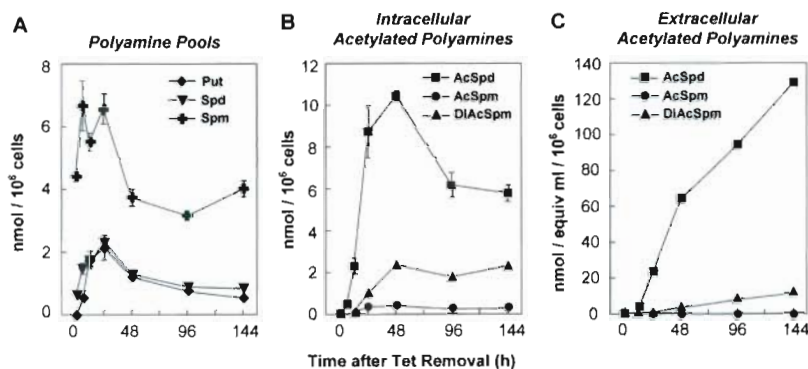 A
Polyamine Pools
nmol / 10⁶ cells
8
6
4
2
0
Put
Spd
Spm
0 48 96 144
B
Intracellular
Acetylated Polyamines
nmol / 10⁶ cells
12
10
8
6
4
2
0
AcSpd
AcSpm
DiAcSpm
0 48 96 144
Time after Tet Removal (h)
C
Extracellular
Acetylated Polyamines
nmol / equiv ml / 10⁶ cells
140
120
100
80
60
40
20
0
AcSpd
AcSpm
DiAcSpm
0 48 96 144